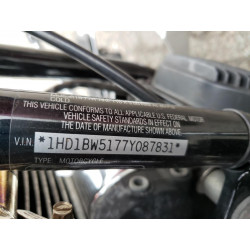 THIS VEHICLE CONFORMS TO ALL APPLICABLE U.S. FEDERAL MOTOR
VEHICLE SAFETY STANDARDS IN EFFECT ON
THE DATE OF MANUFACTURE SHOWN ABOVE.
V.I.N. *1HD1BW5177Y087831*
TYPE: MOTORCYCLE